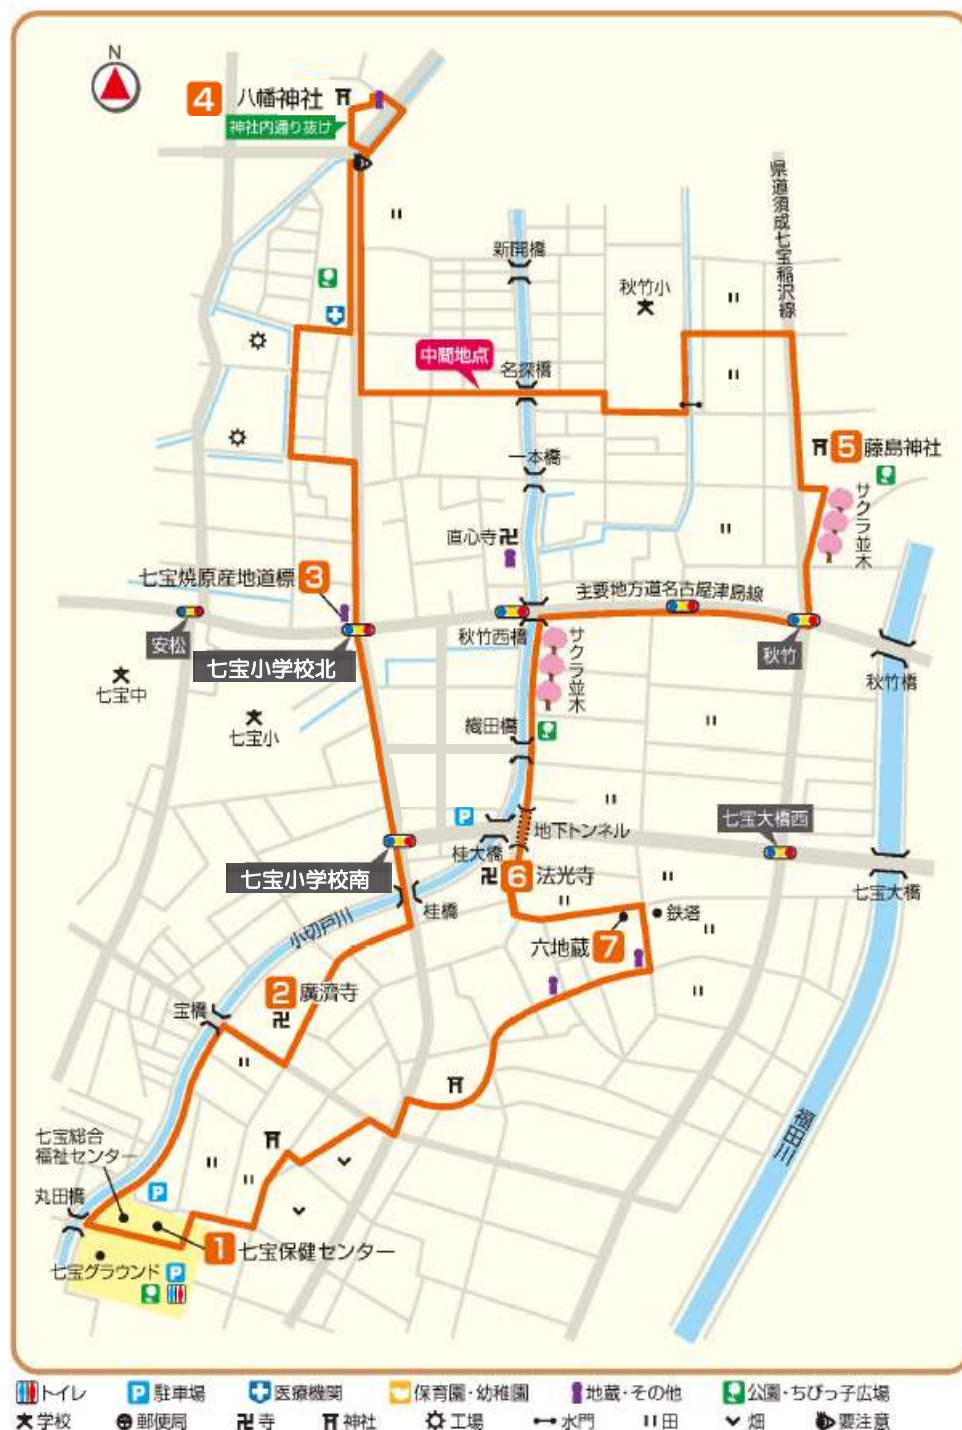 N
4 八幡神社
神社内通り抜け
県道須成七宝稲沢線
新開橋
秋竹小
中間地点
名探橋
5 藤島神社
サクラ並木
一本橋
直心寺
七宝焼原産地道標 3
主要地方道名古屋津島線
安松
七宝小学校北
秋竹西橋
サクラ並木
秋竹
秋竹橋
七宝中
七宝小
織田橋
地下トンネル
七宝大橋西
桂大橋
七宝小学校南
6 法光寺
七宝大橋
桂橋
小切戸川
鉄塔
六地蔵 7
2 廣濟寺
宝橋
福田川
七宝総合
福祉センター
丸田橋
1 七宝保健センター
七宝グラウンド
トイレ P 駐車場 医療機関 保育園・幼稚園 地蔵・その他 公園・ちびっ子広場
学校 郵便局 寺 神社 工場 水門 田 畑 要注意